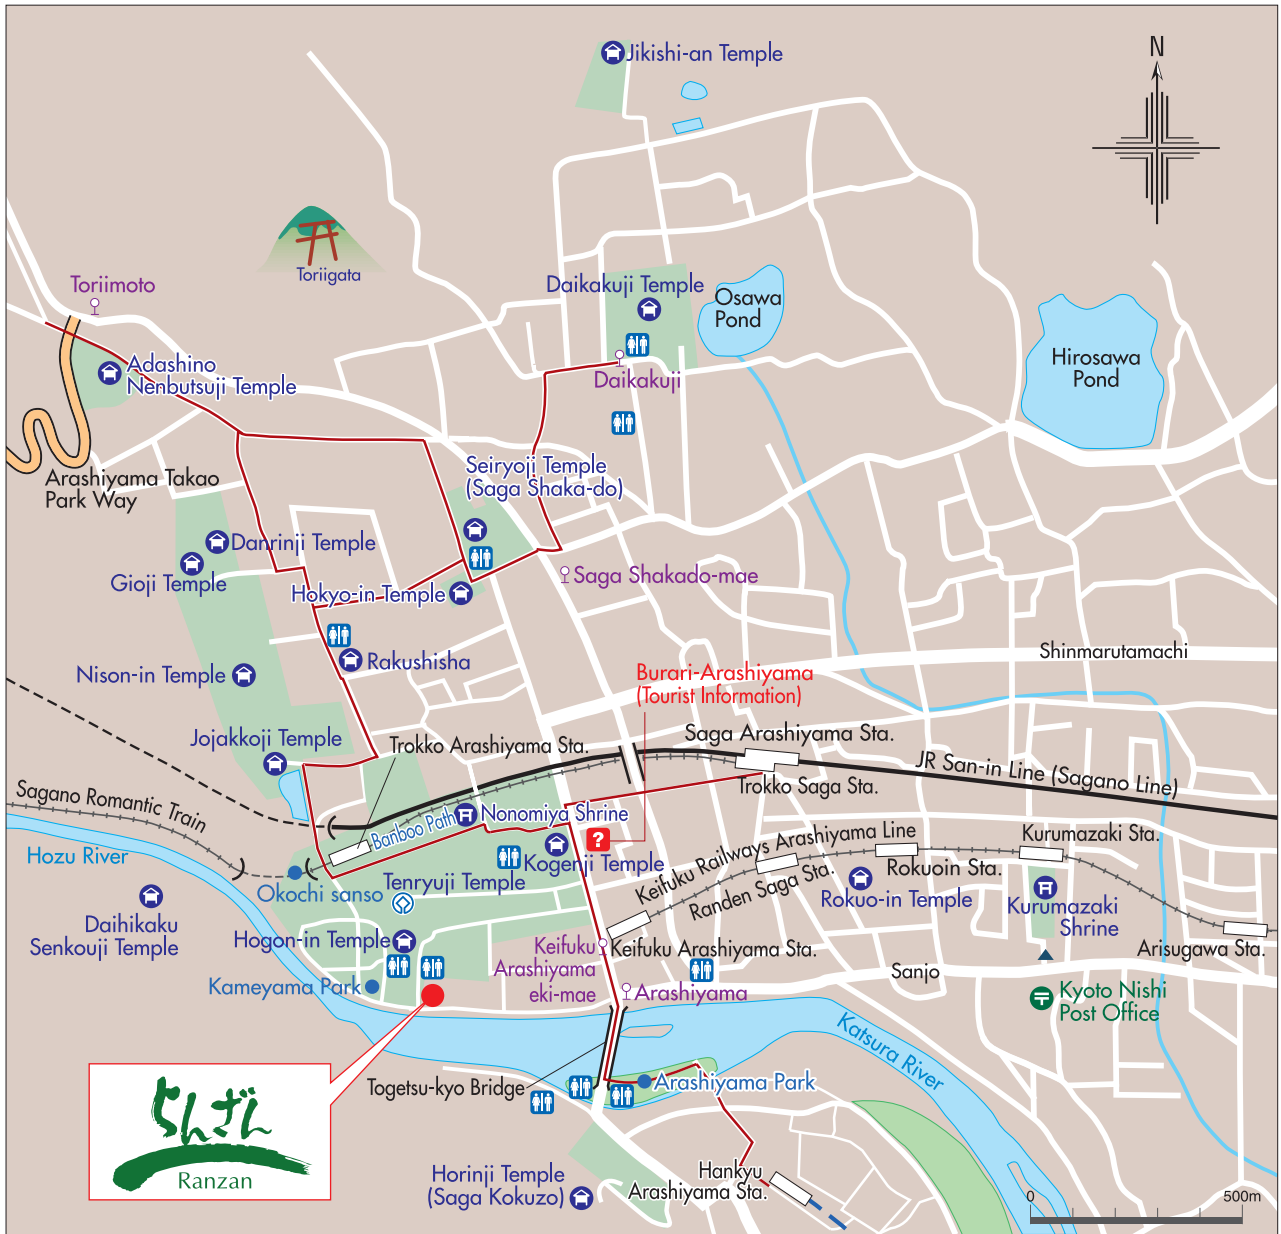 N
Jikishi-an Temple
Toriigata
Toriimoto
Daikakuji Temple
Osawa
Pond
Hirosawa
Pond
Adashino
Nenbutsuji Temple
Daikakuji
Arashiyama Takao
Park Way
Seiryoji Temple
(Saga Shaka-do)
Danrinji Temple
Gioji Temple
Hokyo-in Temple
Saga Shakado-mae
Rakushisha
Nison-in Temple
Shinmarutamachi
Burari-Arashiyama
(Tourist Information)
Jojakkoji Temple
Trokko Arashiyama Sta.
Saga Arashiyama Sta.
JR San-in Line (Sagano Line)
Trokko Saga Sta.
Sagano Romantic Train
Bamboo Path
Nonomiya Shrine
?
Kogenji Temple
Keifuku Railways Arashiyama Line
Kurumazaki Sta.
Hozu River
Okochi sanso
Tenryuji Temple
Randen Saga Sta.
Rokuoin Sta.
Rokuo-in Temple
Kurumazaki
Shrine
Daihikaku
Senkouji Temple
Hogon-in Temple
Keifuku
Arashiyama
eki-mae
Keifuku Arashiyama Sta.
Arisugawa Sta.
Sanjo
Kameyama Park
Arashiyama
Kyoto Nishi
Post Office
Katsura River
Togetsu-kyo Bridge
Arashiyama Park
らんざん
Ranzan
Horinji Temple
(Saga Kokuzo)
Hankyu
Arashiyama Sta.
0
500m